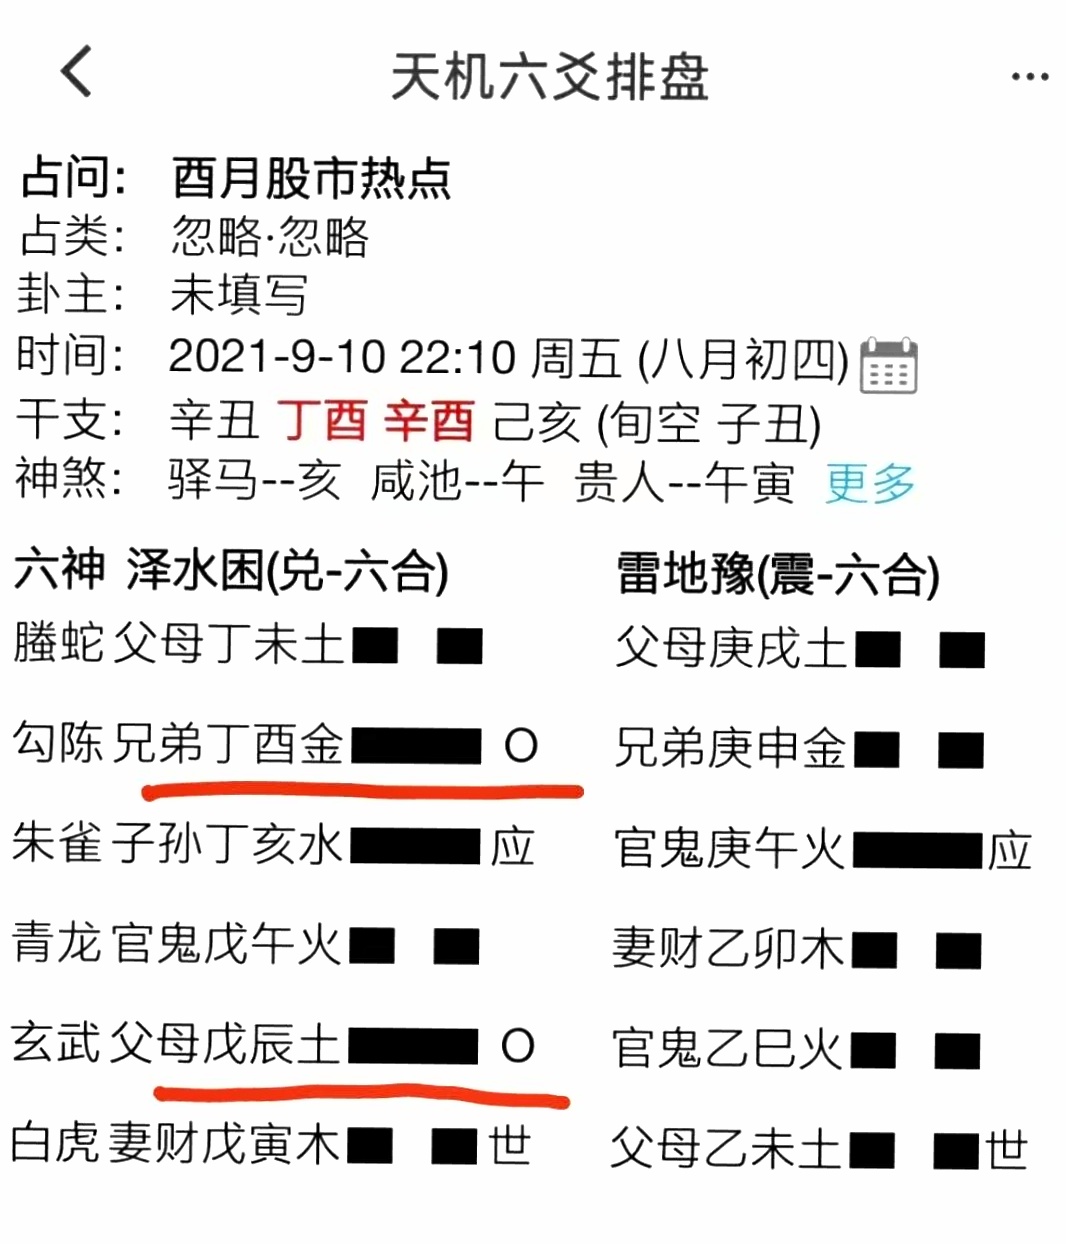 天机六爻排盘
占问： 酉月股市热点
占类： 忽略·忽略
卦主： 未填写
时间： 2021-9-10 22:10 周五 (八月初四)
干支： 辛丑 丁酉 辛酉 己亥 (旬空 子丑)
神煞： 驿马--亥 咸池--午 贵人--午寅 更多
六神 泽水困(兑-六合) 雷地豫(震-六合)
螣蛇 父母丁未土 父母庚戌土
勾陈 兄弟丁酉金 O 兄弟庚申金
朱雀 子孙丁亥水 应 官鬼庚午火 应
青龙 官鬼戊午火 妻财乙卯木
玄武 父母戊辰土 O 官鬼乙巳火
白虎 妻财戊寅木 世 父母乙未土 世